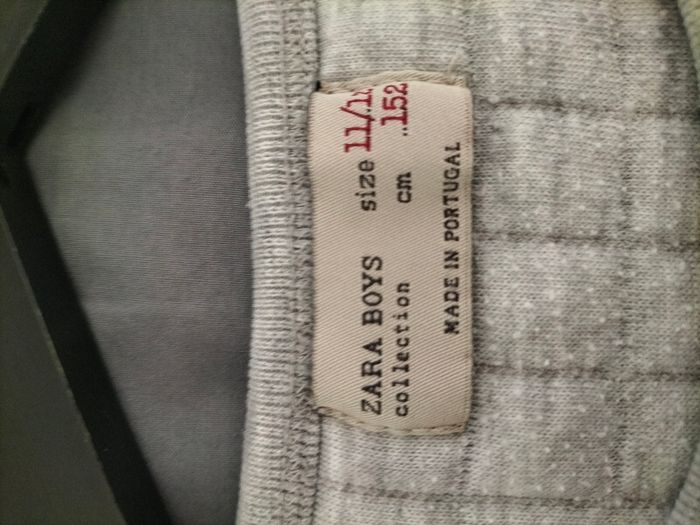 ZARA BOYS size 11/1
collection cm ..152
MADE IN PORTUGAL